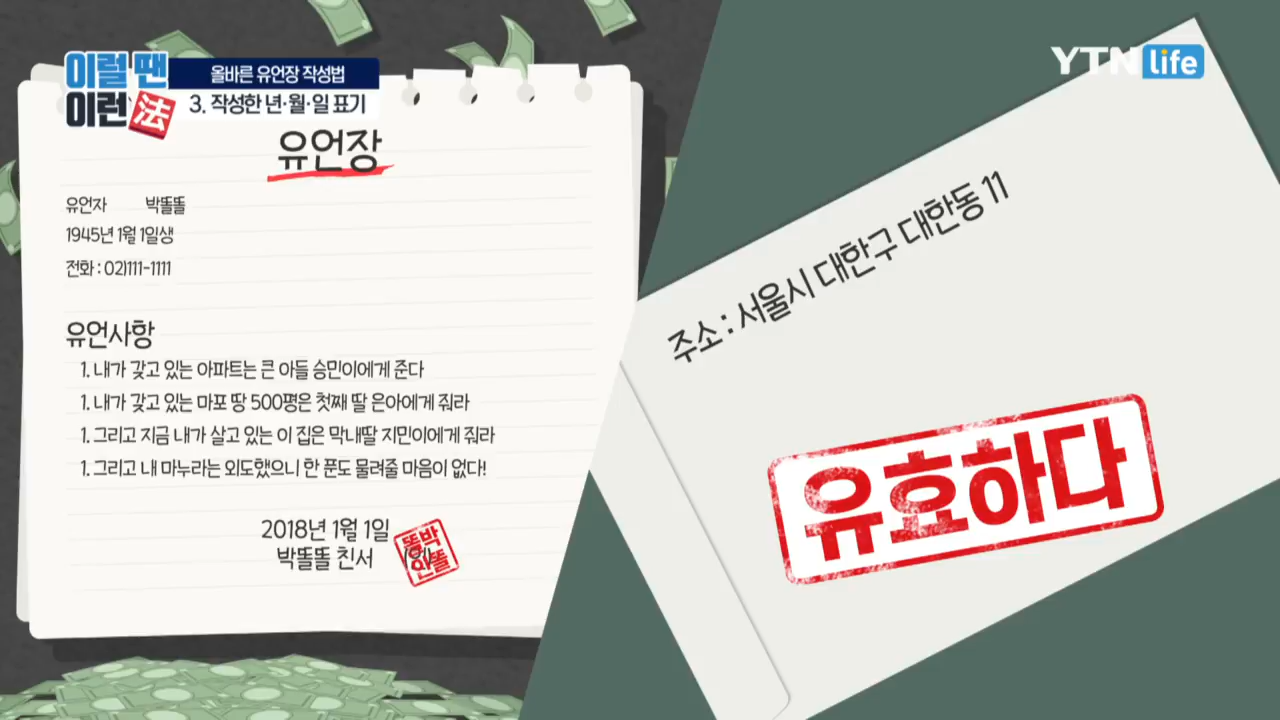 이럴 땐
이런 法
올바른 유언장 작성법
3. 작성한 년·월·일 표기
YTN life
유언장
유언자 박똘똘
1945년 1월 1일생
전화 : 02)111-1111
유언사항
1. 내가 갖고 있는 아파트는 큰 아들 승민이에게 준다
1. 내가 갖고 있는 마포 땅 500평은 첫째 딸 은아에게 줘라
1. 그리고 지금 내가 살고 있는 이 집은 막내딸 지민이에게 줘라
1. 그리고 내 마누라는 외도했으니 한 푼도 물려줄 마음이 없다!
2018년 1월 1일
박똘똘 친서
주소 : 서울시 대한구 대한동 11
유효하다